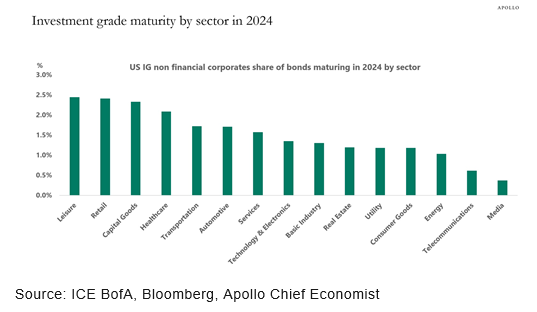 APOLLO
Investment grade maturity by sector in 2024
US IG non financial corporates share of bonds maturing in 2024 by sector
%
3.0%
2.5%
2.0%
1.5%
1.0%
0.5%
0.0%
Leisure
Retail
Capital Goods
Healthcare
Transportation
Automotive
Services
Technology & Electronics
Basic Industry
Real Estate
Utility
Consumer Goods
Energy
Telecommunications
Media
Source: ICE BofA, Bloomberg, Apollo Chief Economist